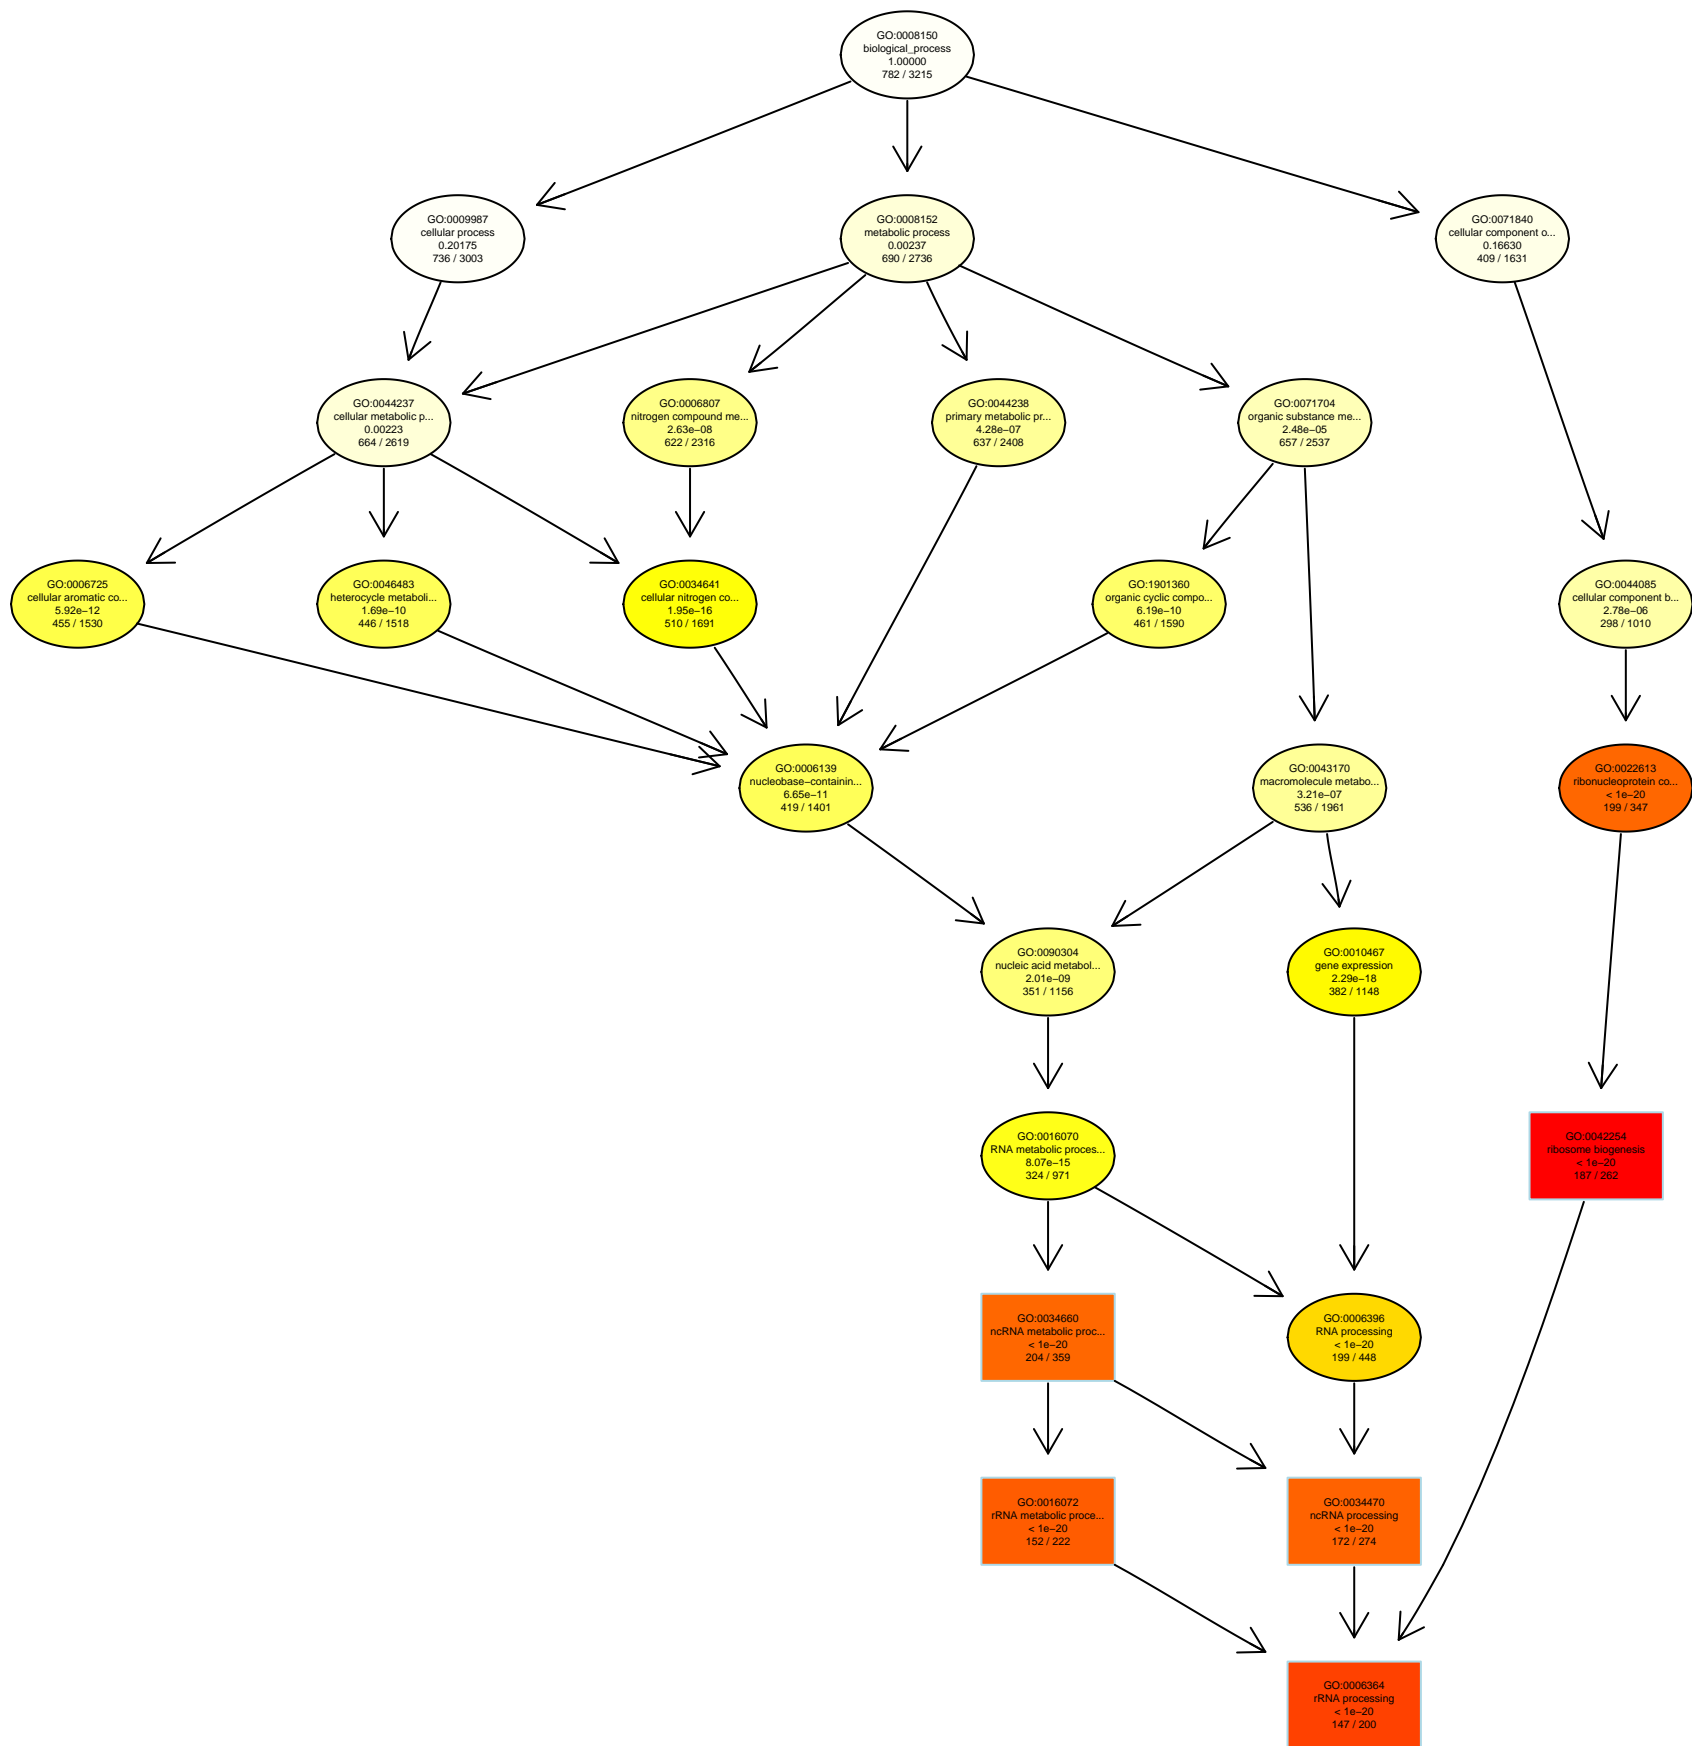 GO:0008150
biological_process
1.00000
782 / 3215
GO:0009987
cellular process
0.20175
736 / 3003
GO:0008152
metabolic process
0.00237
690 / 2736
GO:0071840
cellular component o...
0.16630
409 / 1631
GO:0044237
cellular metabolic p...
0.00223
664 / 2619
GO:0006807
nitrogen compound me...
2.63e−08
622 / 2316
GO:0044238
primary metabolic pr...
4.28e−07
637 / 2408
GO:0071704
organic substance me...
2.48e−05
657 / 2537
GO:0006725
cellular aromatic co...
5.92e−12
455 / 1530
GO:0046483
heterocycle metaboli...
1.69e−10
446 / 1518
GO:0034641
cellular nitrogen co...
1.95e−16
510 / 1691
GO:1901360
organic cyclic compo...
6.19e−10
461 / 1590
GO:0044085
cellular component b...
2.78e−06
298 / 1010
GO:0006139
nucleobase−containin...
6.65e−11
419 / 1401
GO:0043170
macromolecule metabo...
3.21e−07
536 / 1961
GO:0022613
ribonucleoprotein co...
< 1e−20
199 / 347
GO:0090304
nucleic acid metabol...
2.01e−09
351 / 1156
GO:0010467
gene expression
2.29e−18
382 / 1148
GO:0016070
RNA metabolic proces...
8.07e−15
324 / 971
GO:0042254
ribosome biogenesis
< 1e−20
187 / 262
GO:0034660
ncRNA metabolic proc...
< 1e−20
204 / 359
GO:0006396
RNA processing
< 1e−20
199 / 448
GO:0016072
rRNA metabolic proce...
< 1e−20
152 / 222
GO:0034470
ncRNA processing
< 1e−20
172 / 274
GO:0006364
rRNA processing
< 1e−20
147 / 200